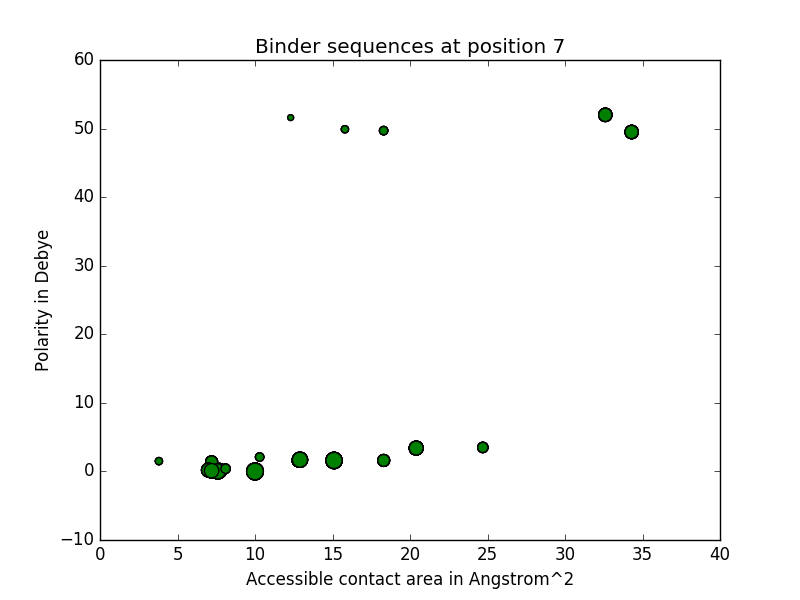 Binder sequences at position 7
60
50
40
30
20
10
0
−10
Polarity in Debye
0 5 10 15 20 25 30 35 40
Accessible contact area in Angstrom^2